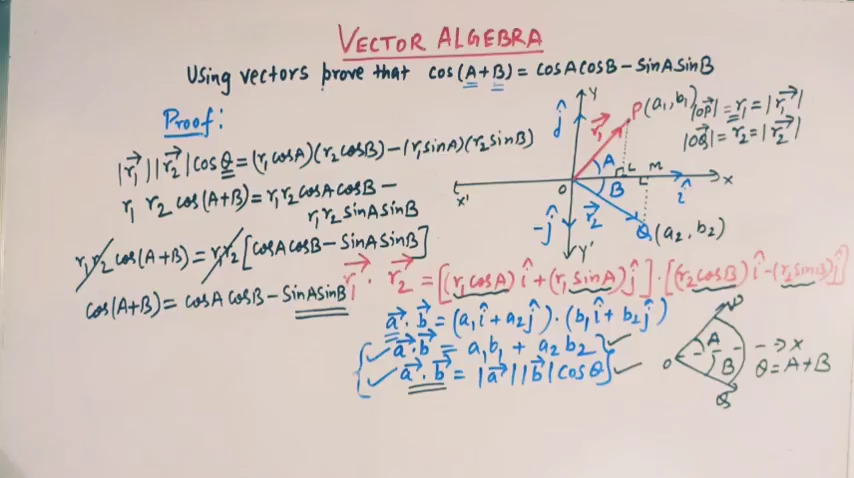 VECTOR ALGEBRA
Using vectors prove that cos(A+B) = cosAcosB - sinAsinB
Proof:
|r₁⃗| |r₂⃗| cosθ = (r₁cosA)(r₂cosB) - (r₁sinA)(r₂sinB)
r₁ r₂ cos(A+B) = r₁r₂cosAcosB -
r₁r₂ sinAsinB
r₁r₂ cos(A+B) = r₁r₂[cosAcosB - sinAsinB]
cos(A+B) = cosAcosB - sinAsinB
Y
ĵ
P(a₁,b₁)
|OP⃗| = r₁ = |r₁⃗|
|OQ⃗| = r₂ = |r₂⃗|
r₁⃗
A
L M
X' O B î X
r₂⃗
-ĵ
Q(a₂,b₂)
Y'
r₁⃗ . r₂⃗ = [(r₁cosA)î + (r₁sinA)ĵ] . [(r₂cosB)î - (r₂sinB)ĵ]
a⃗ . b⃗ = (a₁î + a₂ĵ) . (b₁î + b₂ĵ)
a⃗ . b⃗ = a₁b₁ + a₂b₂
a⃗ . b⃗ = |a⃗| |b⃗| cosθ
P
A
O X
B
θ = A+B
Q